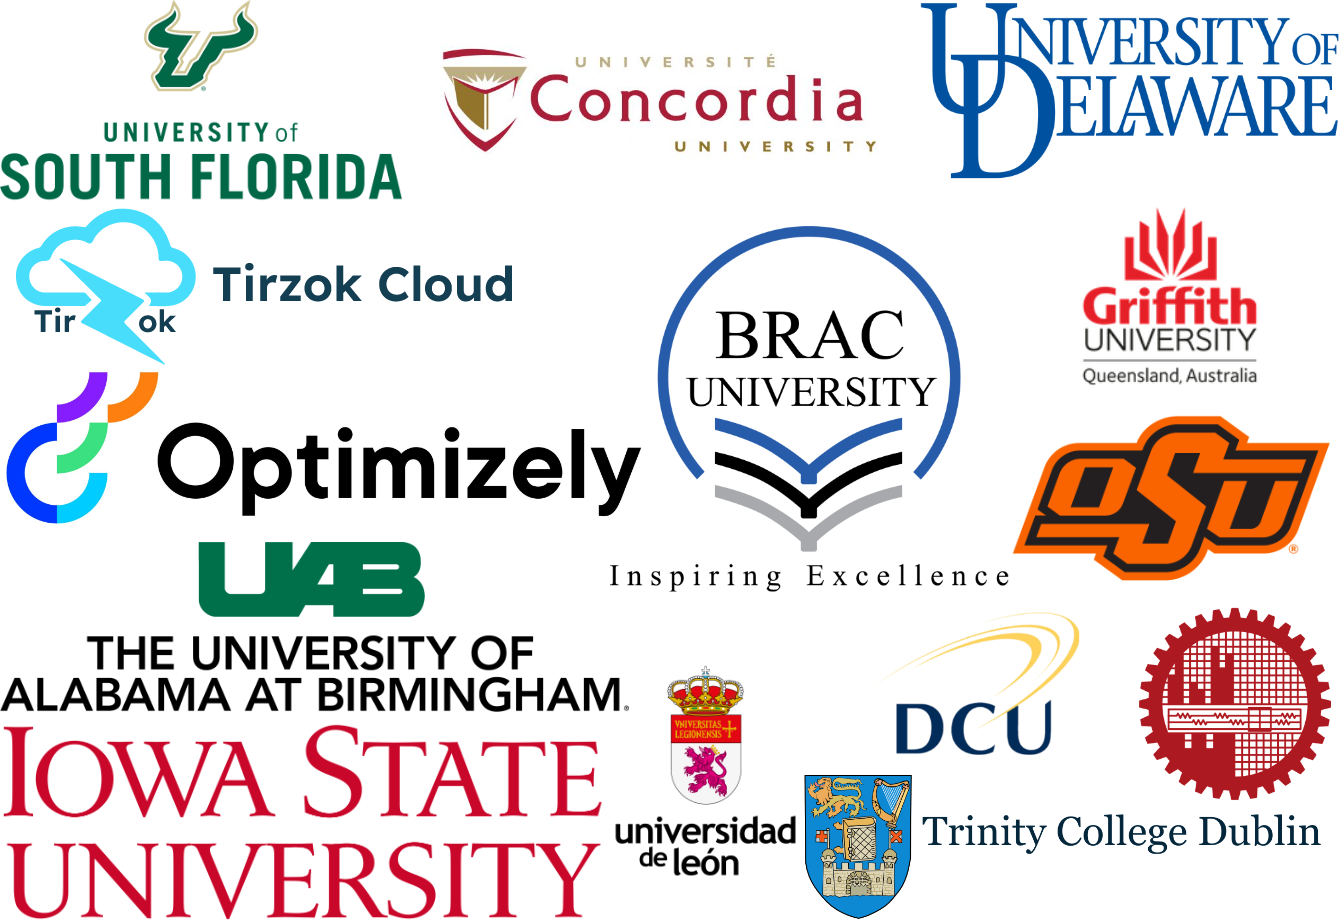 UNIVERSITY of
SOUTH FLORIDA
UNIVERSITÉ
Concordia
UNIVERSITY
UNIVERSITY OF
DELAWARE
Tir ok
Tirzok Cloud
BRAC
UNIVERSITY
Inspiring Excellence
Griffith
UNIVERSITY
Queensland, Australia
Optimizely
OSU
®
UAB
THE UNIVERSITY OF
ALABAMA AT BIRMINGHAM®
IOWA STATE
UNIVERSITY
VNIVERSITAS
LEGIONENSIS
universidad
de león
DCU
Trinity College Dublin